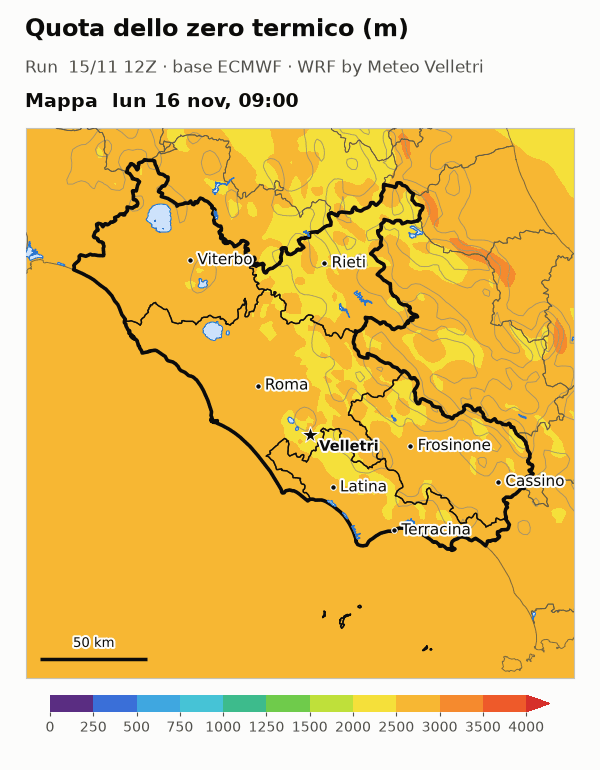 Quota dello zero termico (m)
Run  15/11 12Z · base ECMWF · WRF by Meteo Velletri
Mappa  lun 16 nov, 09:00
Viterbo
Rieti
Roma
Velletri
Frosinone
Latina
Cassino
Terracina
50 km
0 250 500 750 1000 1250 1500 2000 2500 3000 3500 4000